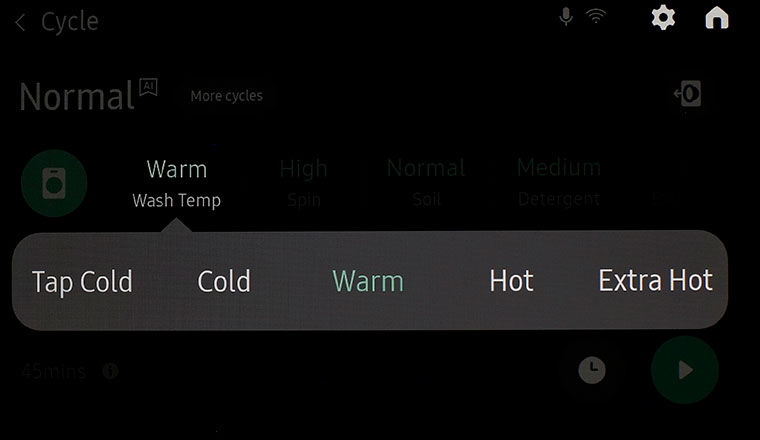 Cycle
Normal AI More cycles
Warm High Normal Medium
Wash Temp Spin Soil Detergent
Tap Cold Cold Warm Hot Extra Hot
45mins